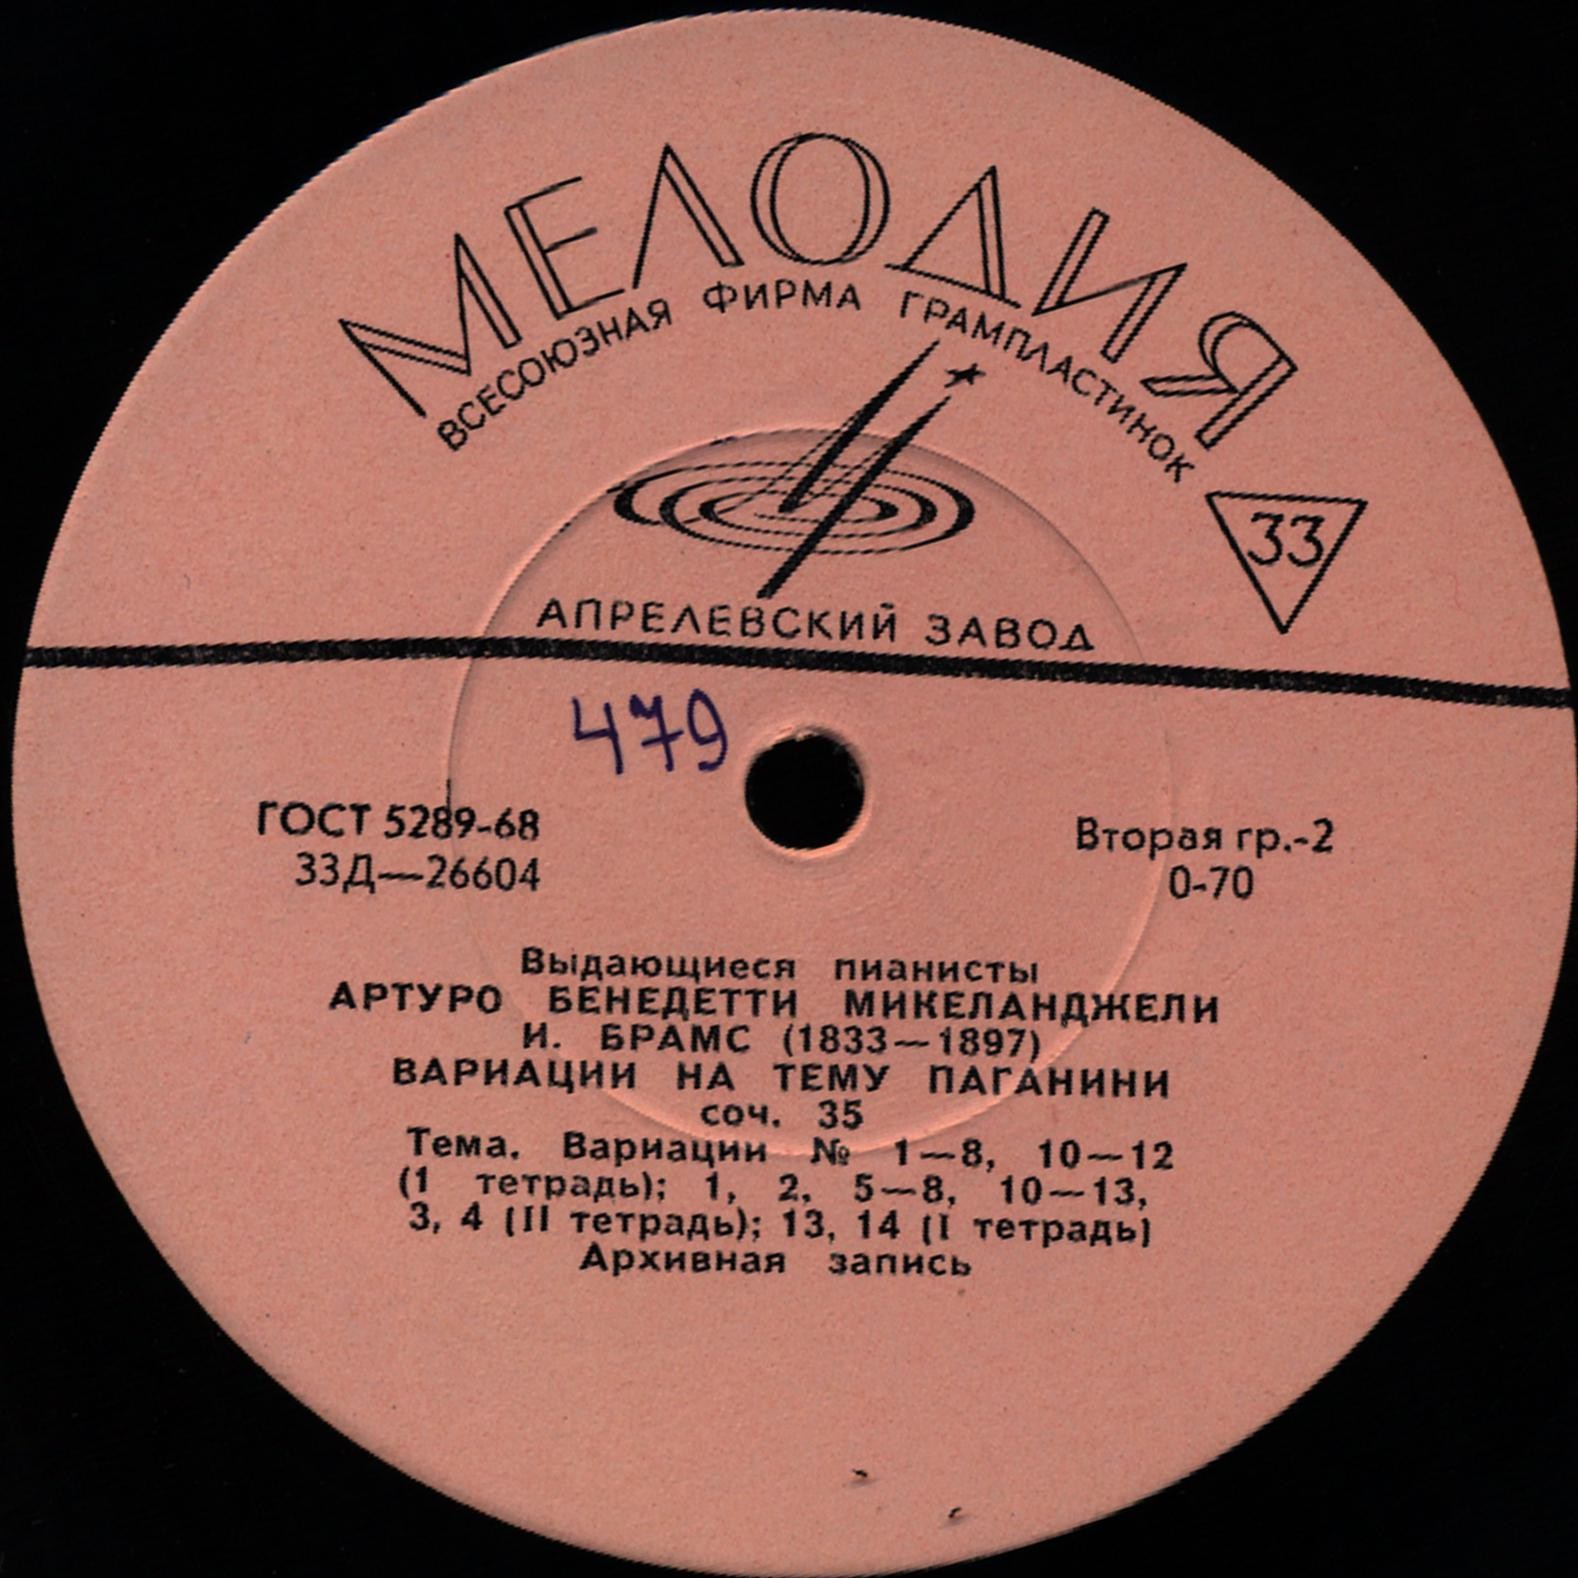 МЕЛОДИЯ
ВСЕСОЮЗНАЯ ФИРМА ГРАМПЛАСТИНОК
33
АПРЕЛЕВСКИЙ ЗАВОД
479
ГОСТ 5289-68
33Д—26604
Вторая гр.-2
0-70
Выдающиеся пианисты
АРТУРО БЕНЕДЕТТИ МИКЕЛАНДЖЕЛИ
И. БРАМС (1833—1897)
ВАРИАЦИИ НА ТЕМУ ПАГАНИНИ
соч. 35
Тема. Вариации № 1—8, 10—12
(1 тетрадь); 1, 2, 5—8, 10—13,
3, 4 (II тетрадь); 13, 14 (I тетрадь)
Архивная запись